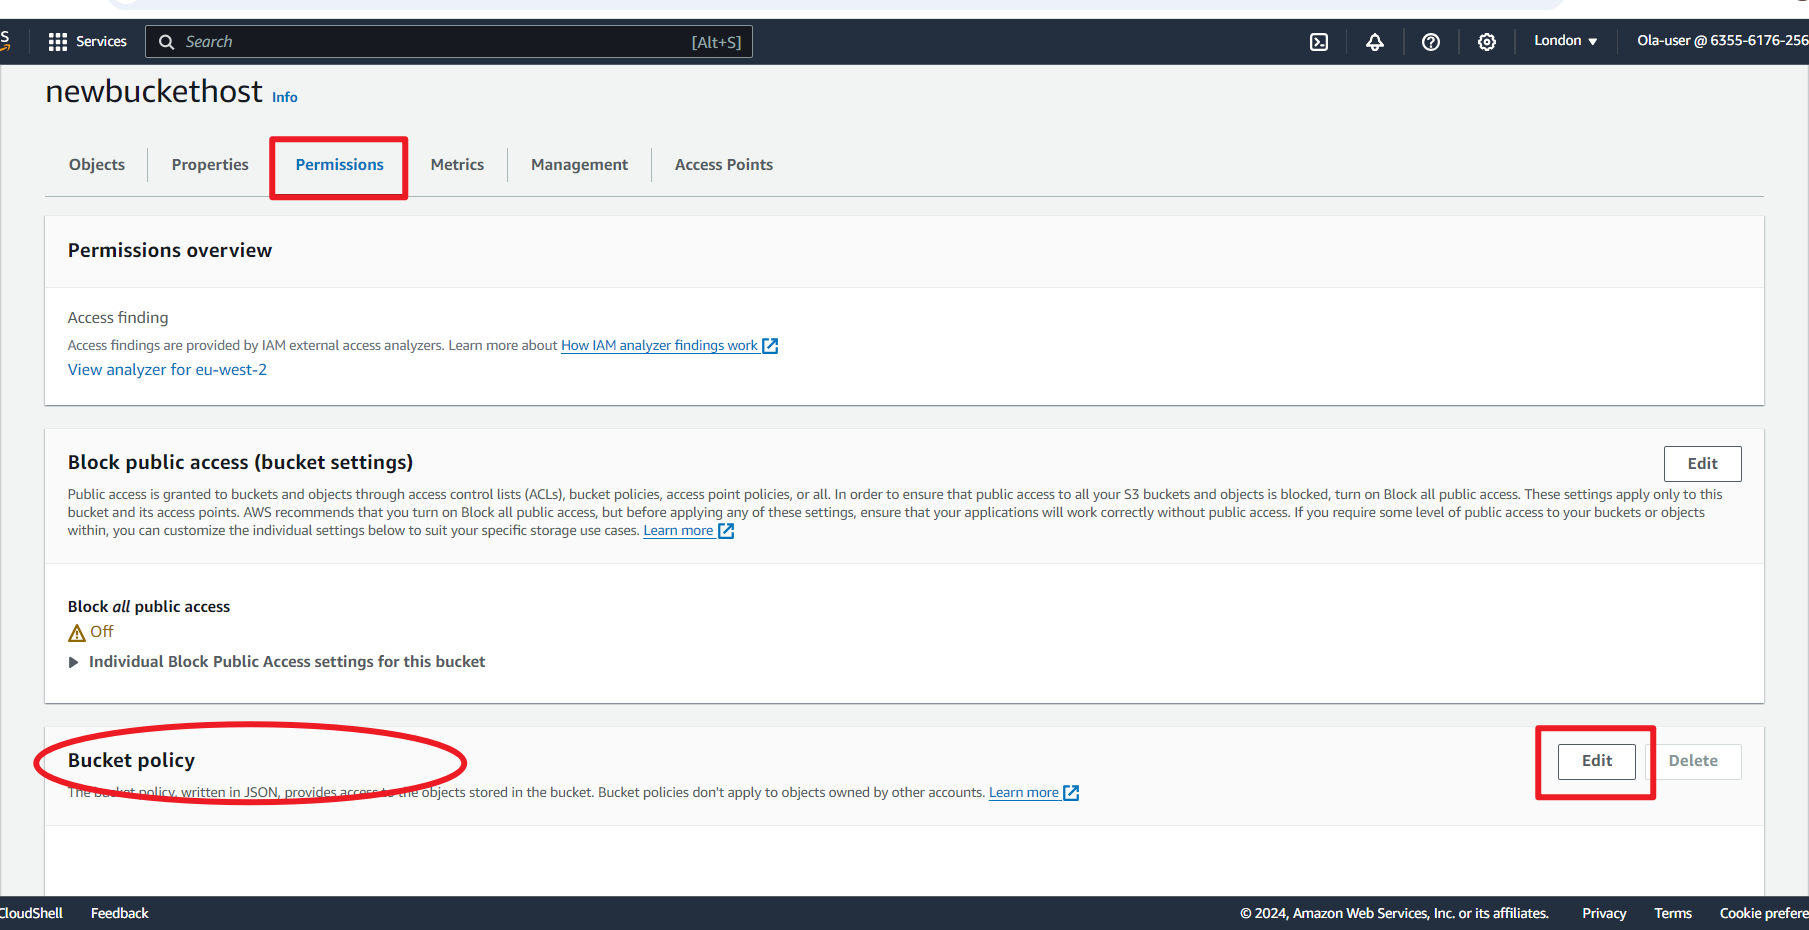 Services Search [Alt+S] London Ola-user @ 6355-6176-256
newbuckethost Info
Objects Properties Permissions Metrics Management Access Points
Permissions overview
Access finding
Access findings are provided by IAM external access analyzers. Learn more about How IAM analyzer findings work
View analyzer for eu-west-2
Block public access (bucket settings)
Edit
Public access is granted to buckets and objects through access control lists (ACLs), bucket policies, access point policies, or all. In order to ensure that public access to all your S3 buckets and objects is blocked, turn on Block all public access. These settings apply only to this
bucket and its access points. AWS recommends that you turn on Block all public access, but before applying any of these settings, ensure that your applications will work correctly without public access. If you require some level of public access to your buckets or objects
within, you can customize the individual settings below to suit your specific storage use cases. Learn more
Block all public access
Off
Individual Block Public Access settings for this bucket
Bucket policy
Edit Delete
The bucket policy, written in JSON, provides access to the objects stored in the bucket. Bucket policies don't apply to objects owned by other accounts. Learn more
CloudShell Feedback © 2024, Amazon Web Services, Inc. or its affiliates. Privacy Terms Cookie prefere